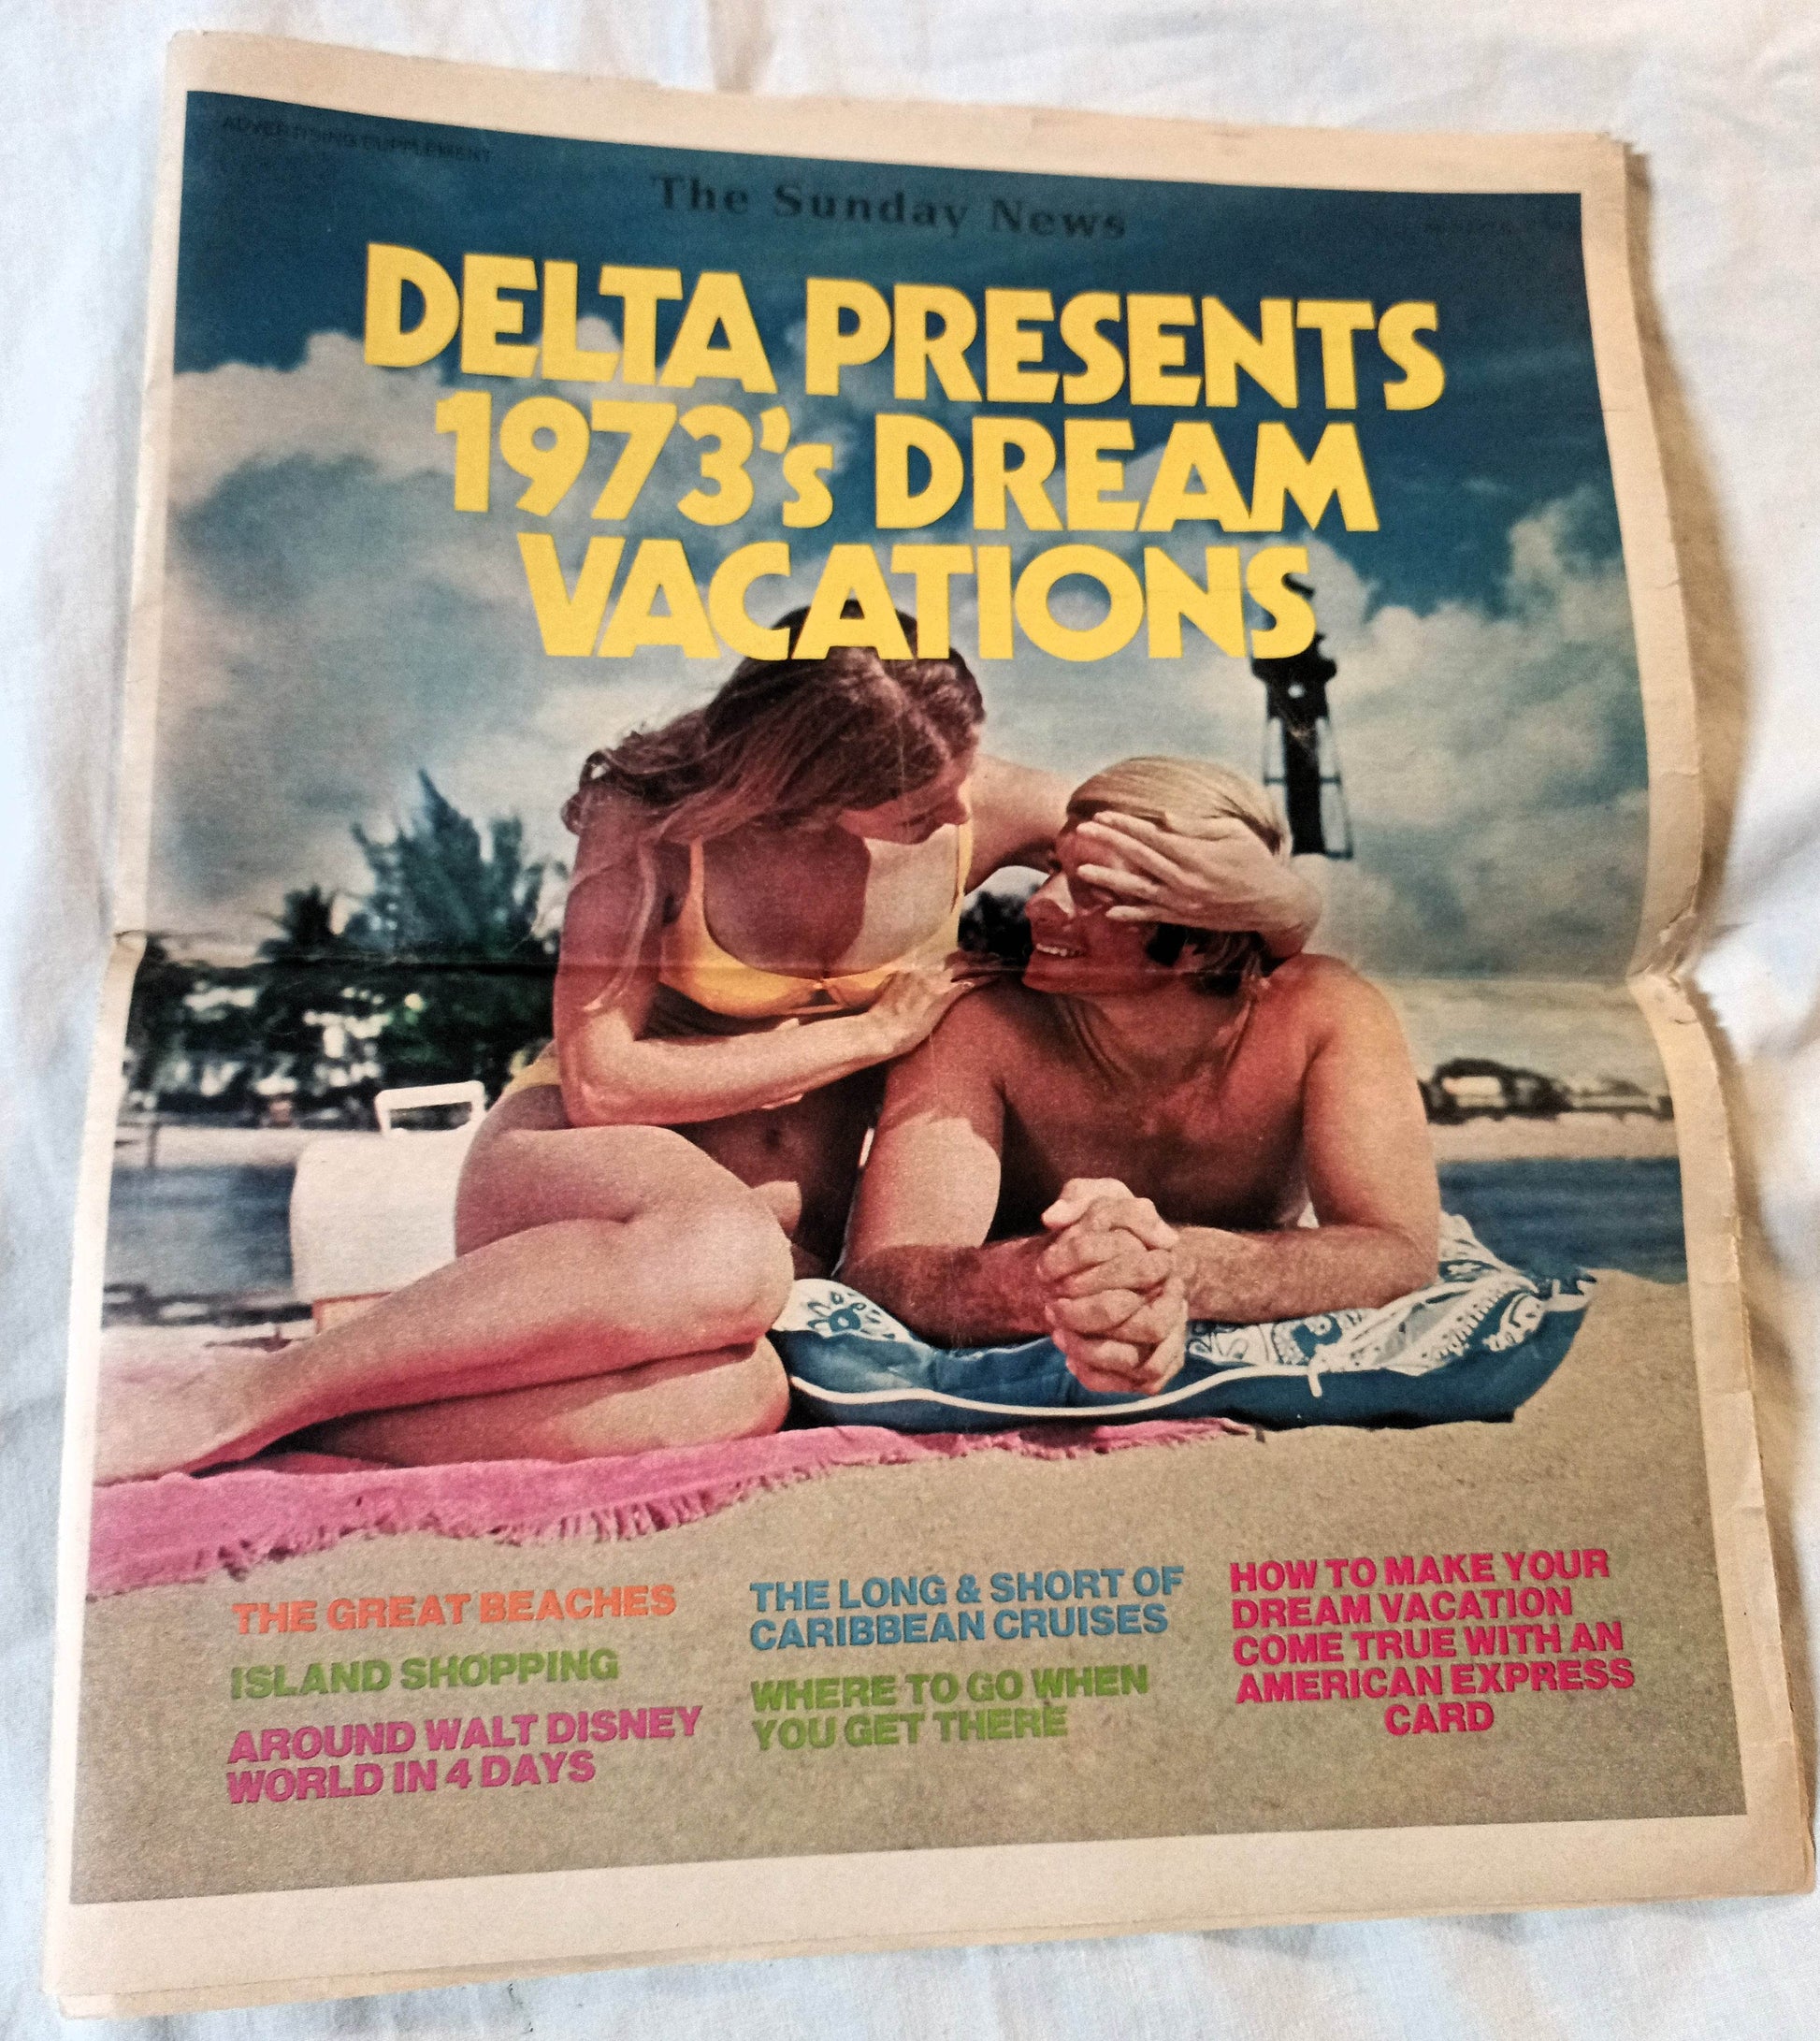 ADVERTISING SUPPLEMENT
The Sunday News
DELTA PRESENTS
1973's DREAM
VACATIONS
THE GREAT BEACHES
ISLAND SHOPPING
AROUND WALT DISNEY
WORLD IN 4 DAYS
THE LONG & SHORT OF
CARIBBEAN CRUISES
WHERE TO GO WHEN
YOU GET THERE
HOW TO MAKE YOUR
DREAM VACATION
COME TRUE WITH AN
AMERICAN EXPRESS
CARD